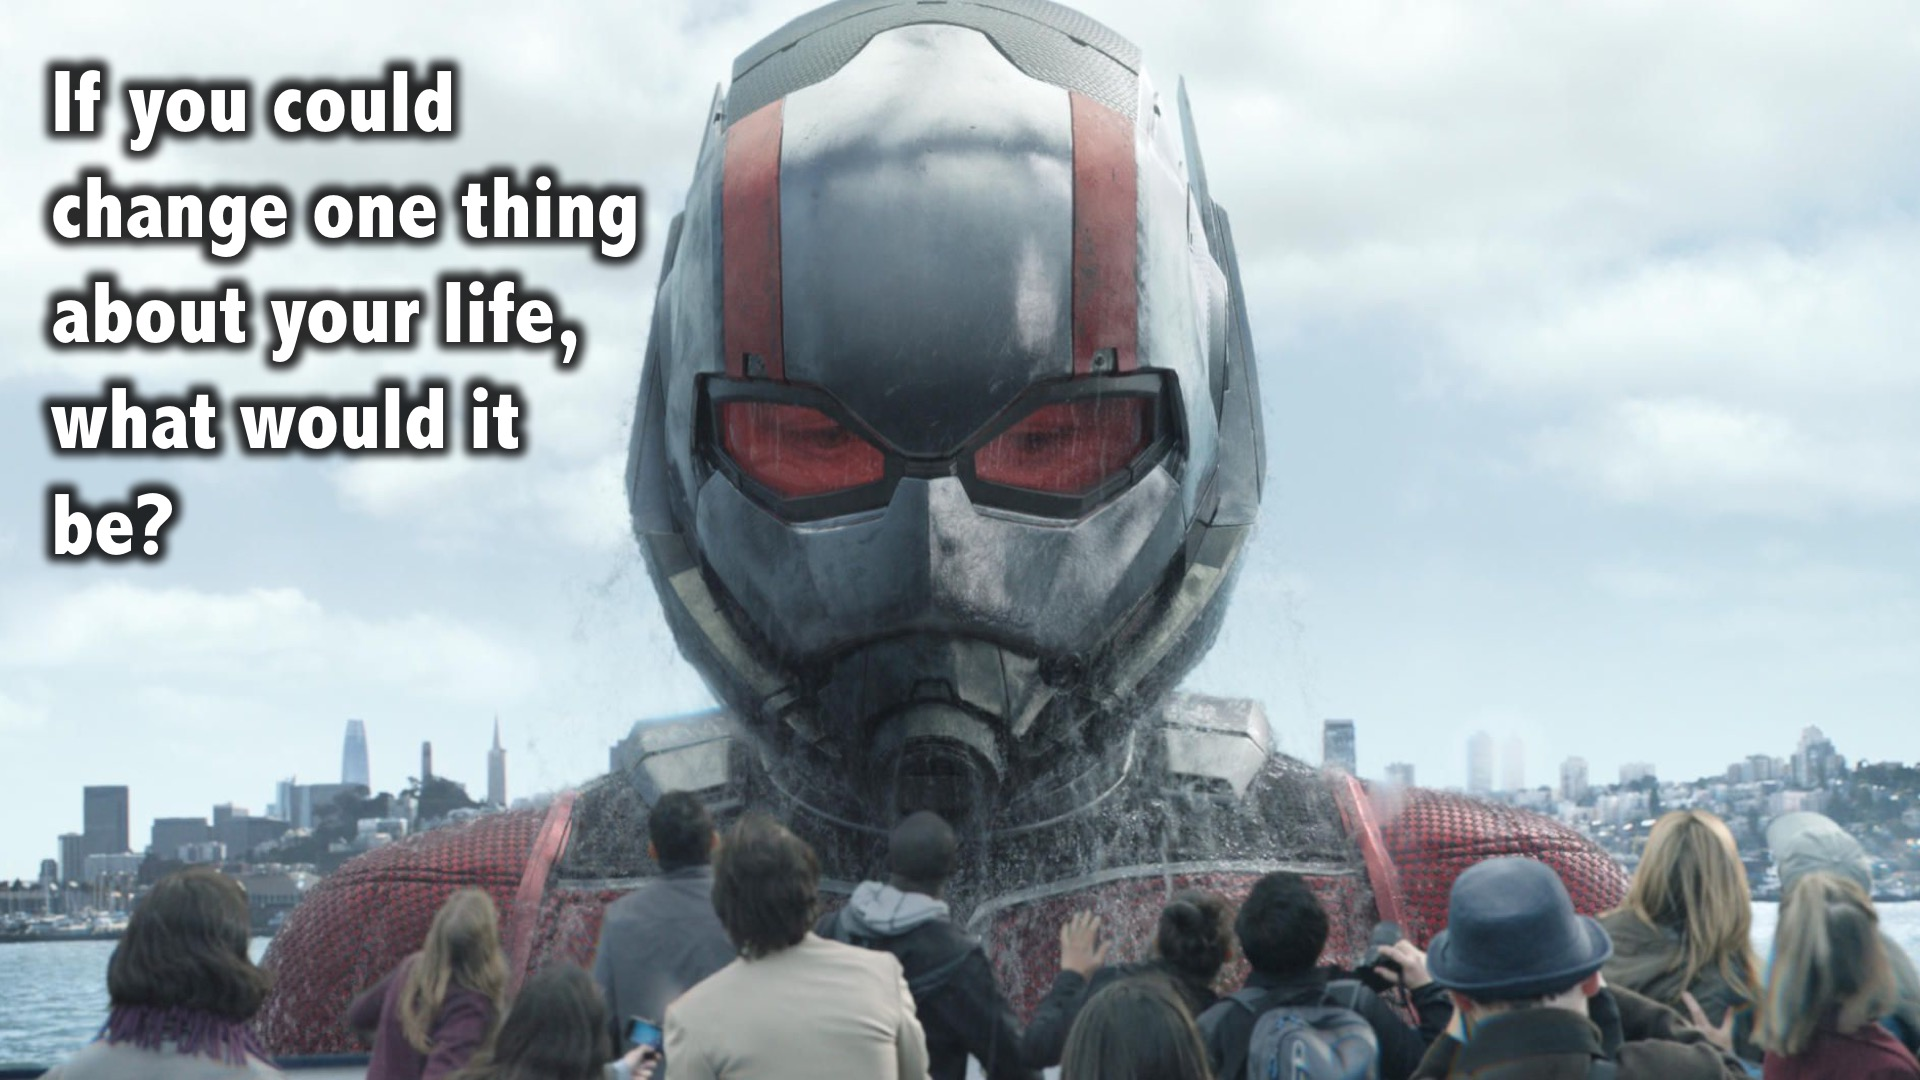 If you could
change one thing
about your life,
what would it
be?